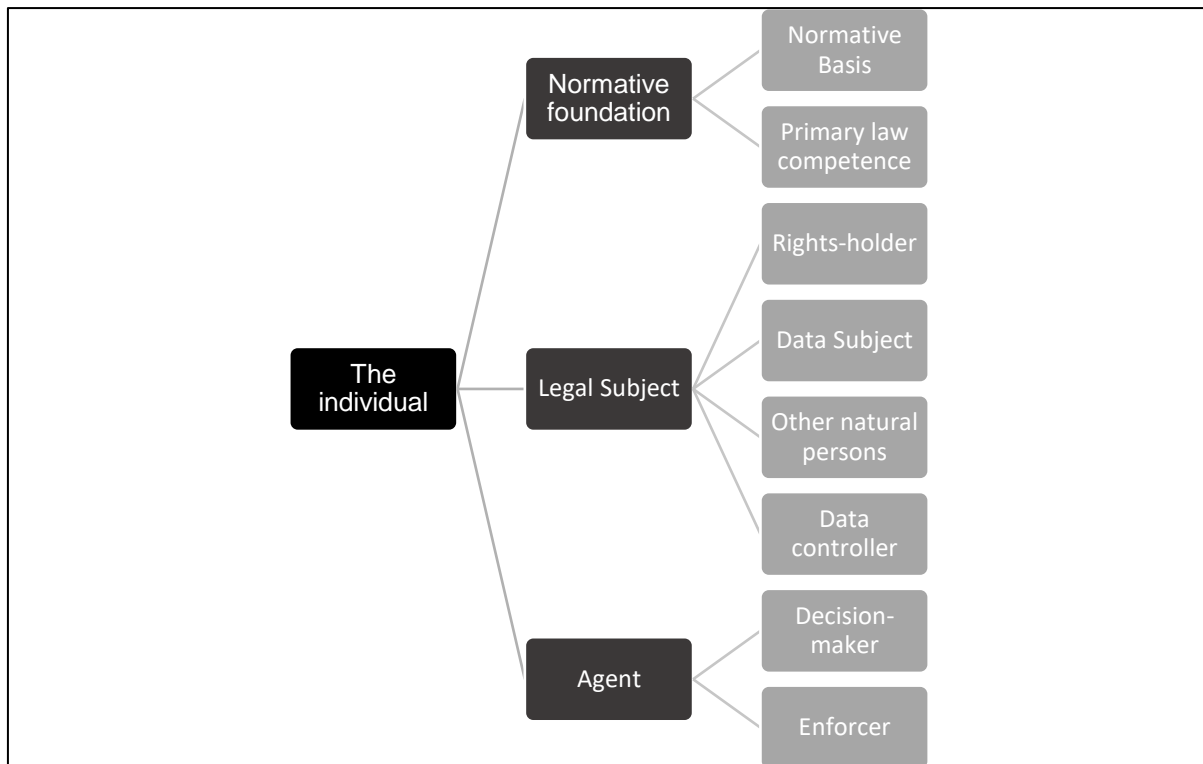 Normative
Basis
Normative
foundation
Primary law
competence
Rights-holder
Data Subject
The
individual
Legal Subject
Other natural
persons
Data
controller
Decision-
maker
Agent
Enforcer